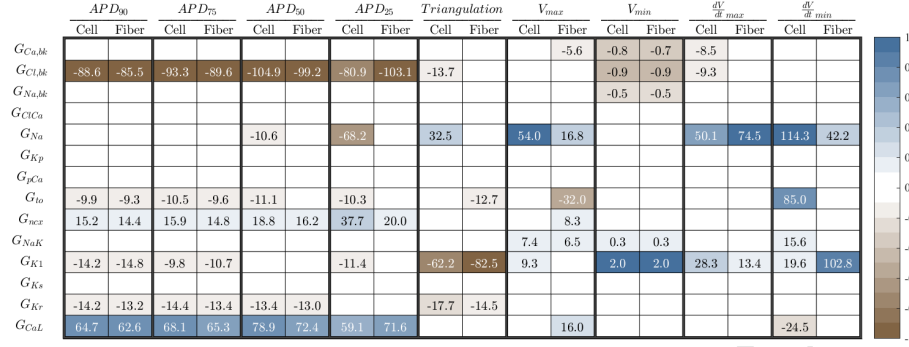 APD90 APD75 APD50 APD25 Triangulation Vmax Vmin dV/dt max dV/dt min
Cell Fiber Cell Fiber Cell Fiber Cell Fiber Cell Fiber Cell Fiber Cell Fiber Cell Fiber Cell Fiber
GCa,bk -5.6 -0.8 -0.7 -8.5
GCl,bk -88.6 -85.5 -93.3 -89.6 -104.9 -99.2 -80.9 -103.1 -13.7 -0.9 -0.9 -9.3
GNa,bk -0.5 -0.5
GClCa
GNa -10.6 -68.2 32.5 54.0 16.8 50.1 74.5 114.3 42.2
GKp
GpCa
Gto -9.9 -9.3 -10.5 -9.6 -11.1 -10.3 -12.7 -32.0 85.0
Gncx 15.2 14.4 15.9 14.8 18.8 16.2 37.7 20.0 8.3
GNaK 7.4 6.5 0.3 0.3 15.6
GK1 -14.2 -14.8 -9.8 -10.7 -11.4 -62.2 -82.5 9.3 2.0 2.0 28.3 13.4 19.6 102.8
GKs
GKr -14.2 -13.2 -14.4 -13.4 -13.4 -13.0 -17.7 -14.5
GCaL 64.7 62.6 68.1 65.3 78.9 72.4 59.1 71.6 16.0 -24.5